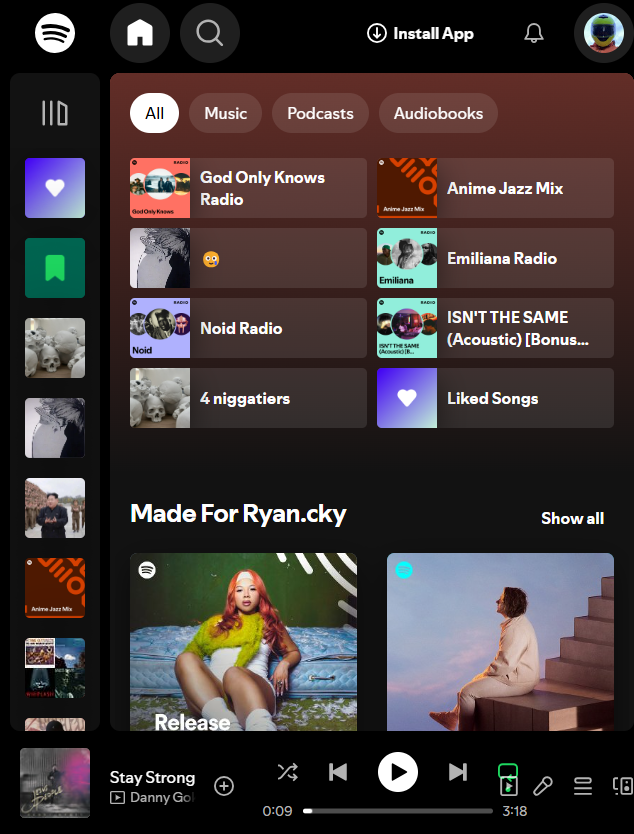 Install App
All
Music
Podcasts
Audiobooks
RADIO
God Only Knows
God Only Knows
Radio
Anime Jazz Mix
Anime Jazz Mix
😳
RADIO
Emiliana
Emiliana Radio
RADIO
Noid
Noid Radio
RADIO
ISN'T THE SAME
(Acoustic) [B...
ISN'T THE SAME
(Acoustic) [Bonus...
4 niggatiers
Liked Songs
Made For Ryan.cky
Show all
Anime Jazz Mix
Release
Stay Strong
Danny Gol
0:09
3:18